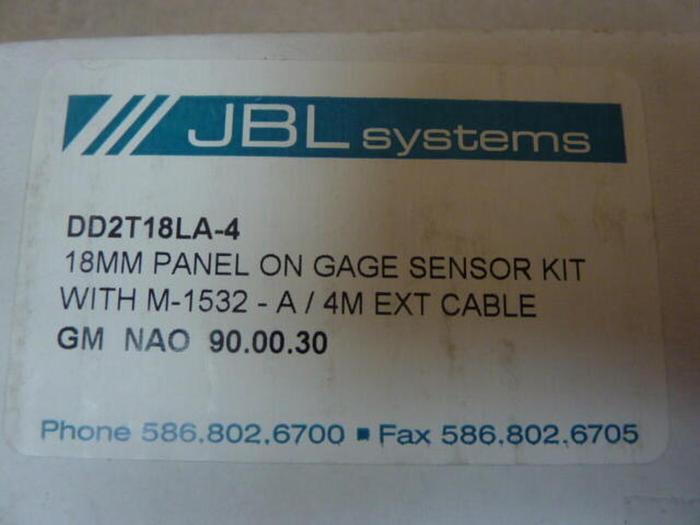 JBL systems
DD2T18LA-4
18MM PANEL ON GAGE SENSOR KIT
WITH M-1532 - A / 4M EXT CABLE
GM NAO 90.00.30
Phone 586.802.6700 ▪ Fax 586.802.6705